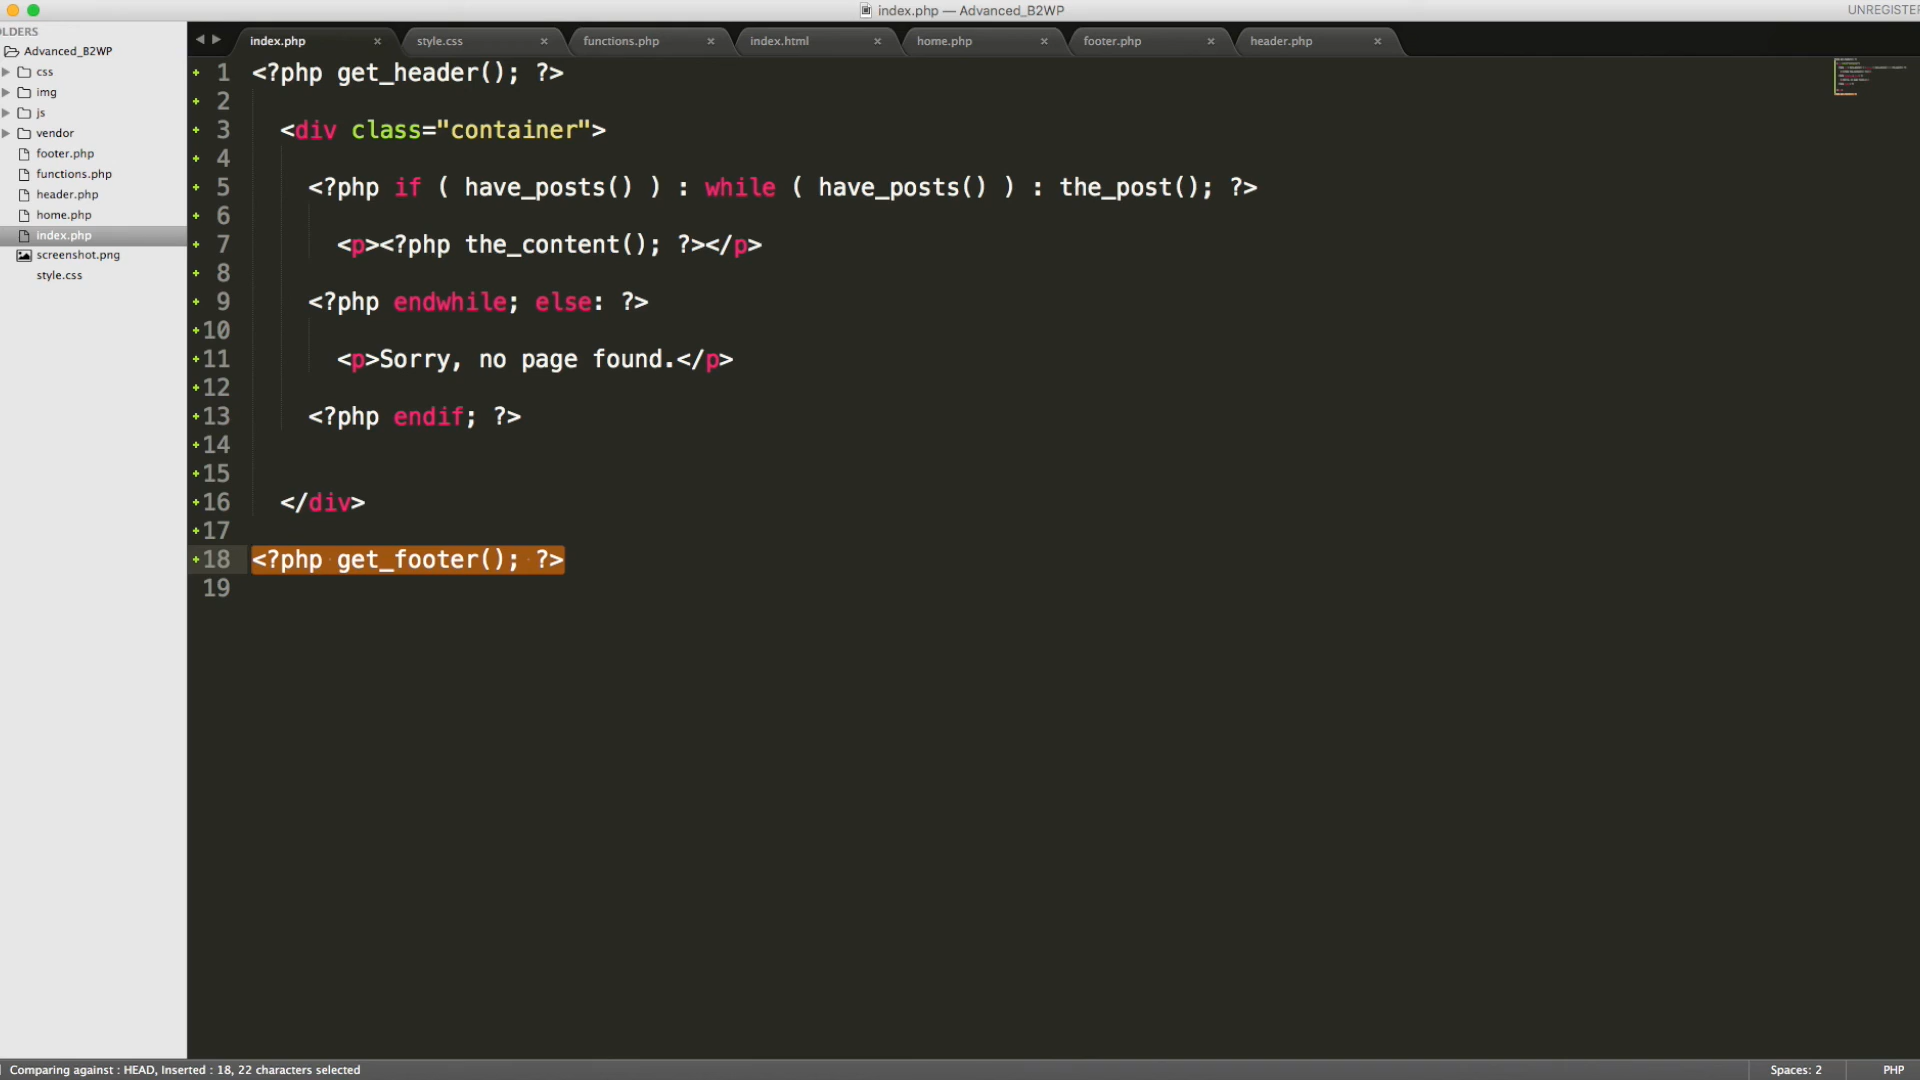 index.php — Advanced_B2WP
UNREGISTE
OLDERS
Advanced_B2WP
css
img
js
vendor
footer.php
functions.php
header.php
home.php
index.php
screenshot.png
style.css
index.php × style.css × functions.php × index.html × home.php × footer.php × header.php ×
1 <?php get_header(); ?>
2
3 <div class="container">
4
5 <?php if ( have_posts() ) : while ( have_posts() ) : the_post(); ?>
6
7 <p><?php the_content(); ?></p>
8
9 <?php endwhile; else: ?>
10
11 <p>Sorry, no page found.</p>
12
13 <?php endif; ?>
14
15
16 </div>
17
18 <?php get_footer(); ?>
19
Comparing against : HEAD, Inserted : 18, 22 characters selected
Spaces: 2
PHP